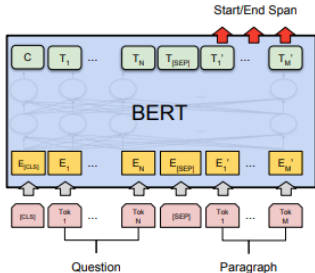 Start/End Span
C T1 ... TN T[SEP] T1' ... TM'
BERT
E[CLS] E1 ... EN E[SEP] E1' ... EM'
[CLS] Tok 1 ... Tok N [SEP] Tok 1 ... Tok M
Question Paragraph